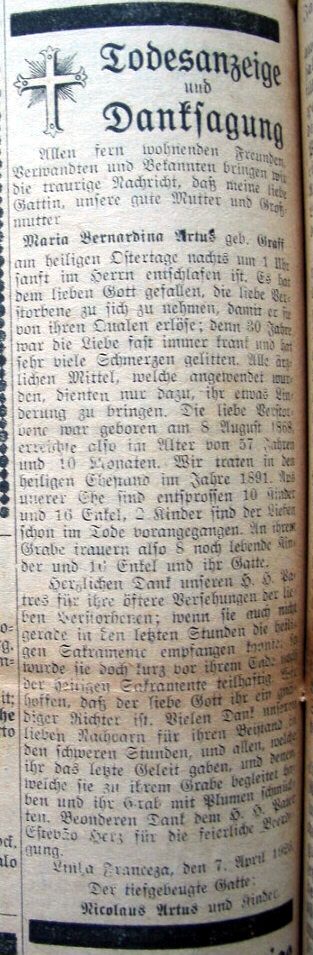 Todesanzeige
und
Danksagung
Allen fern wohnenden Freunden,
Verwandten und Bekannten bringen wir
die traurige Nachricht, daß meine liebe
Gattin, unsere gute Mutter und Groß-
mutter
Maria Bernardina Artus geb. Graff
am heiligen Ostertage nachts um 1 Uhr
sanft im Herrn entschlafen ist. Es hat
dem lieben Gott gefallen, die liebe Ver-
storbene zu sich zu nehmen, damit er sie
von ihren Qualen erlöse; denn 30 Jahre
war die Liebe fast immer krank und hat
sehr viele Schmerzen gelitten. Alle ärzt-
lichen Mittel, welche angewendet wur-
den, dienten nur dazu, ihr etwas Lin-
derung zu bringen. Die liebe Verstor-
bene war geboren am 8 August 1868,
erreichte also im Alter von 57 Jahren
und 10 Monaten. Wir traten in den
heiligen Ehestand im Jahre 1891. Aus
unserer Ehe sind entsprossen 10 Kinder
und 16 Enkel, 2 Kinder sind der Lieben
schon im Tode vorangegangen. An ihrem
Grabe trauern also 8 noch lebende Kin-
der und Enkel und ihr Gatte.
Herzlichen Dank unseren H. H. Pa-
tres für ihre öftere Versehungen der lie-
ben Verstorbenen; wenn sie auch nicht
gerade in den letzten Stunden die heili-
gen Sakramente empfangen konnte, so
wurde sie doch kurz vor ihrem Tode
der heiligen Sakramente teilhaftig. Wir
hoffen, daß der liebe Gott ihr ein gnä-
diger Richter ist. Vielen Dank unseren
lieben Nachbarn für ihren Beistand in
den schweren Stunden, und allen, welche
ihr das letzte Geleit gaben, und denen
welche sie zu ihrem Grabe begleitet ha-
ben und ihr Grab mit Blumen schmück-
ten. Besonderen Dank dem H. H. Pater
Estevão Herz für die feierliche Beerdi-
gung.
Linha Franceza, den 7. April
Der tiefgebeugte Gatte:
Nicolaus Artus und Kinder